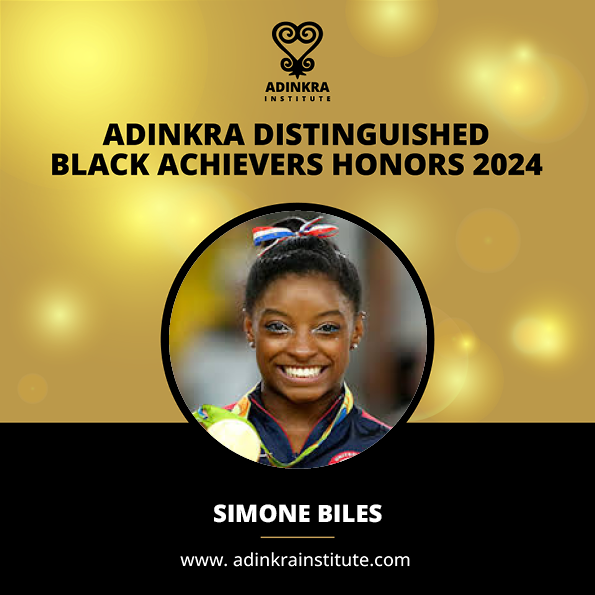 ADINKRA
INSTITUTE
ADINKRA DISTINGUISHED
BLACK ACHIEVERS HONORS 2024
SIMONE BILES
www. adinkrainstitute.com